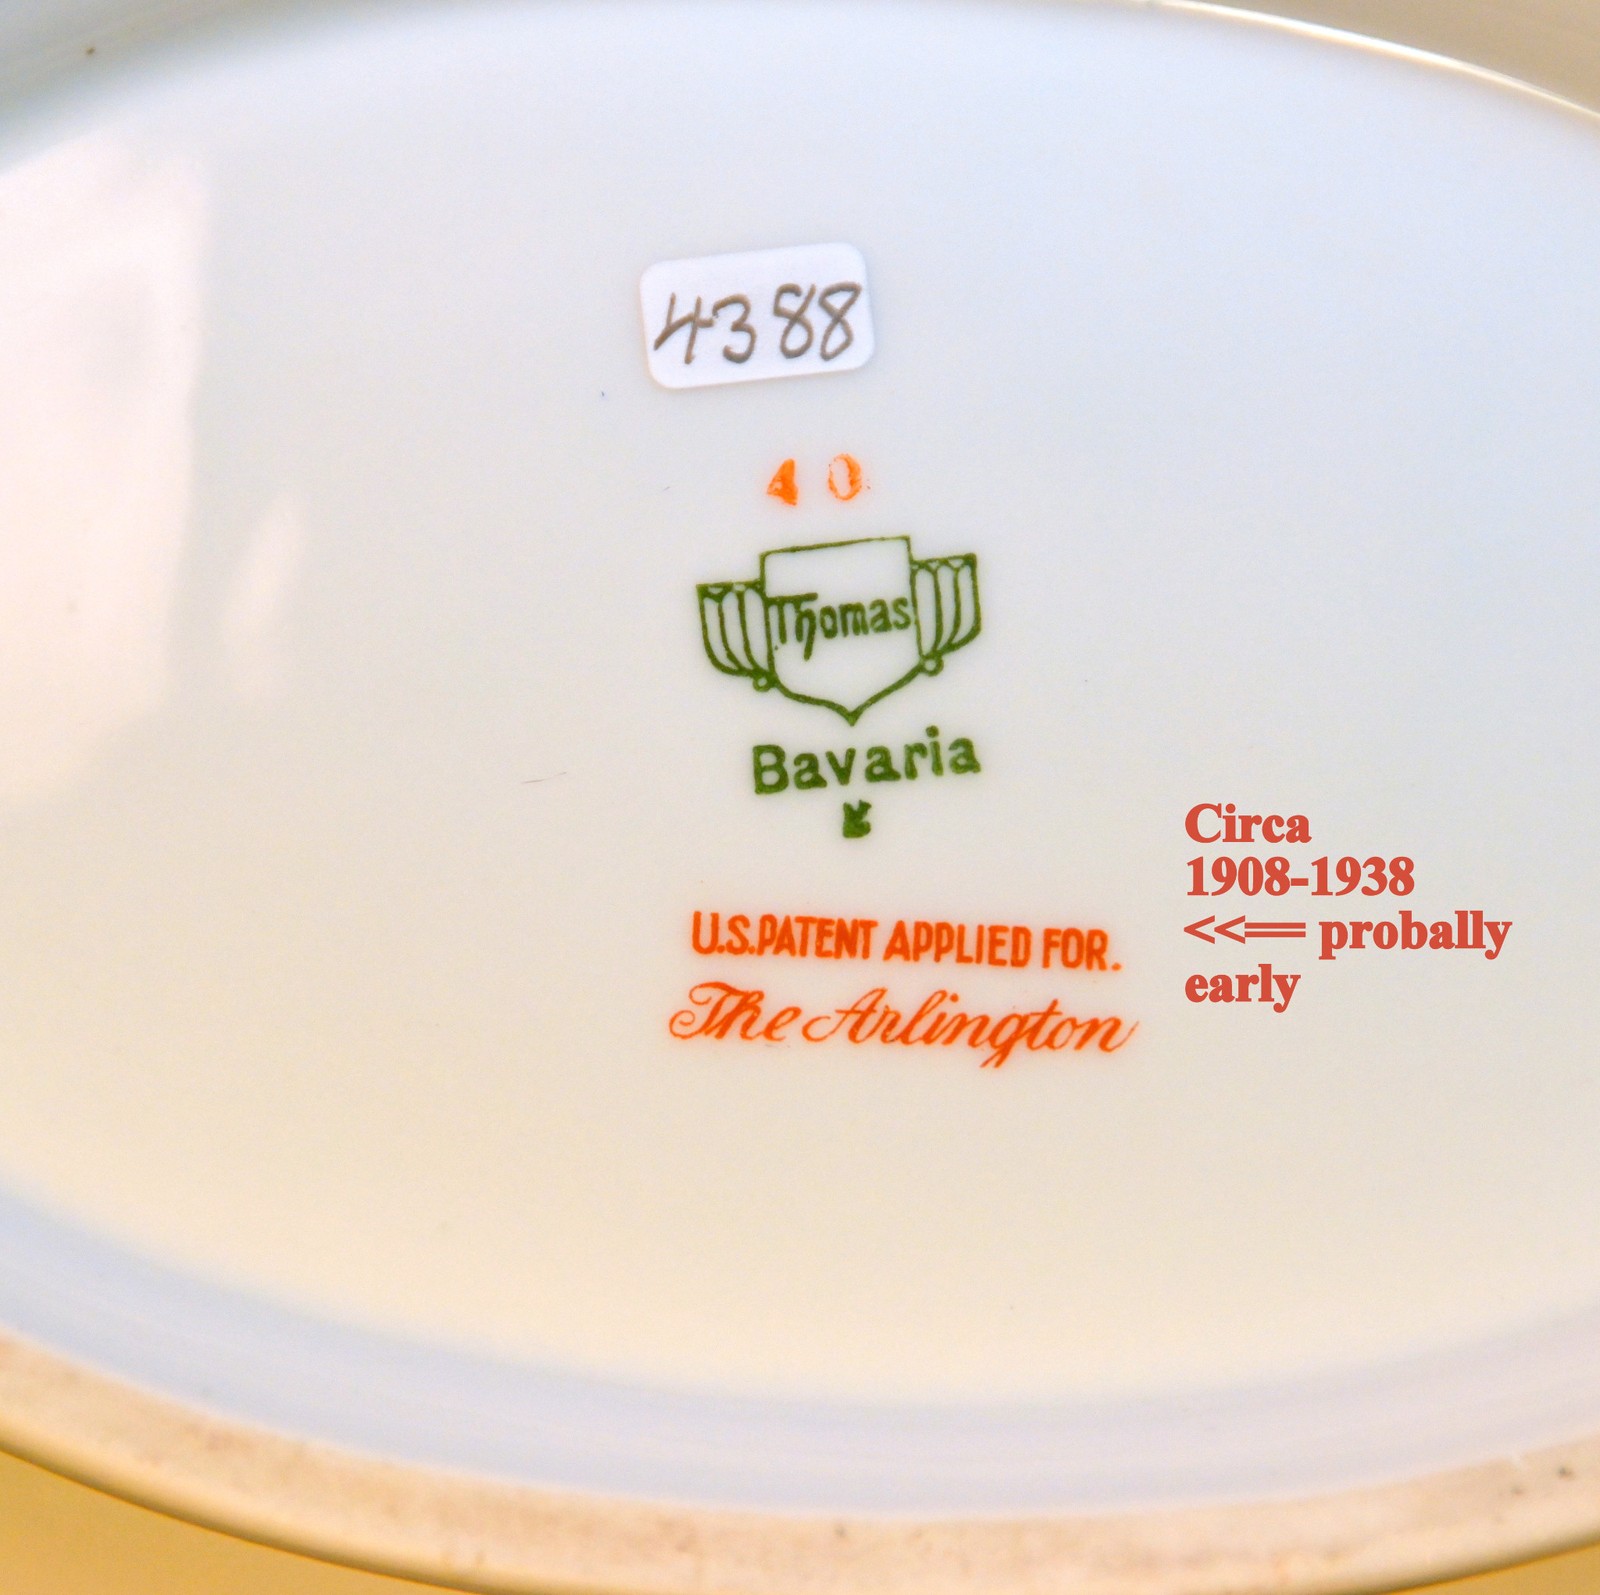 4388
40
Thomas
Bavaria
U.S. PATENT APPLIED FOR.
The Arlington
Circa
1908-1938
<<== probally
early